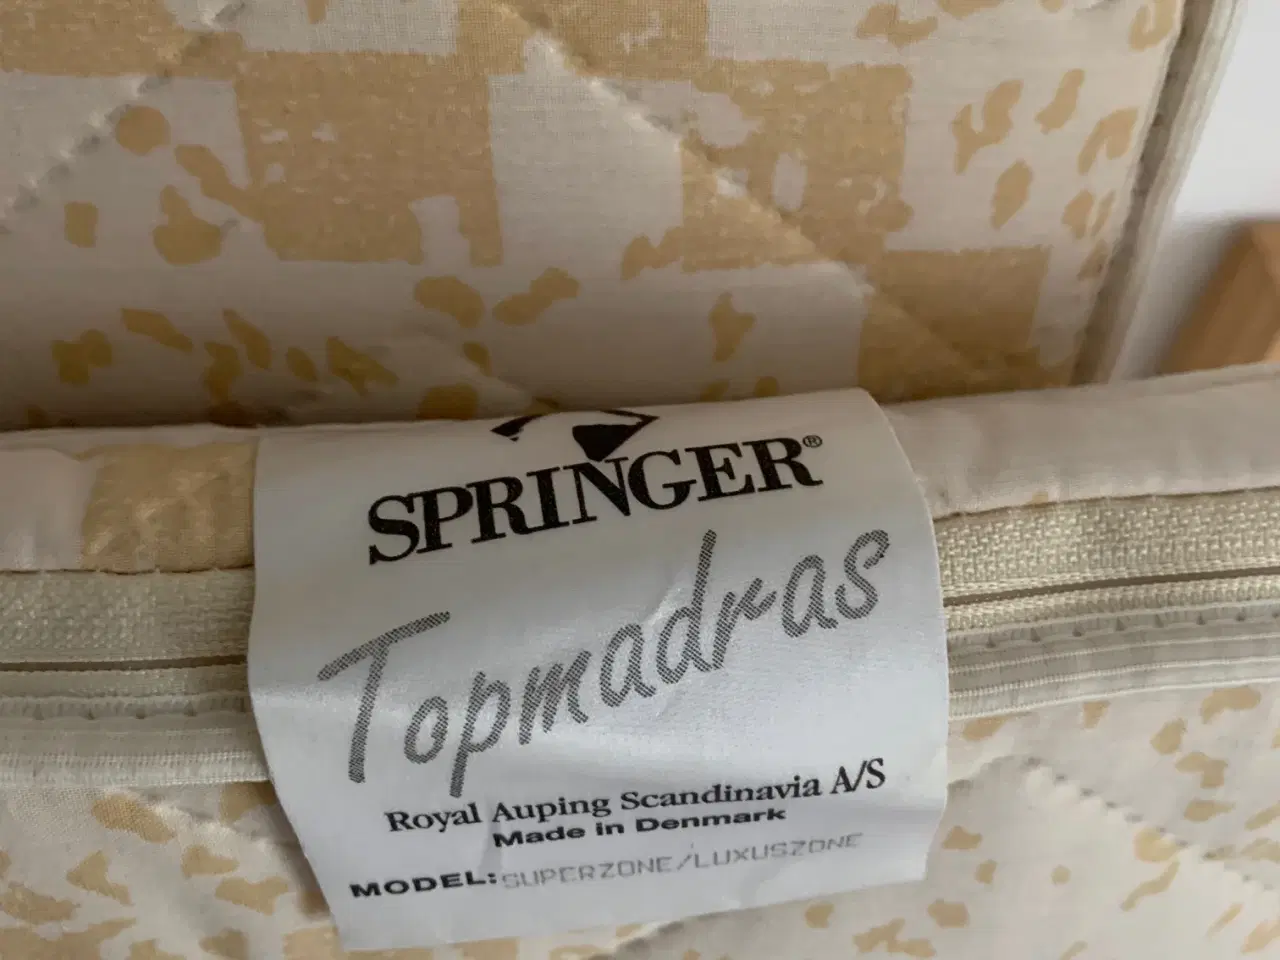 SPRINGER®
Topmadras
Royal Auping Scandinavia A/S
Made in Denmark
MODEL: SUPERZONE/LUXUSZONE